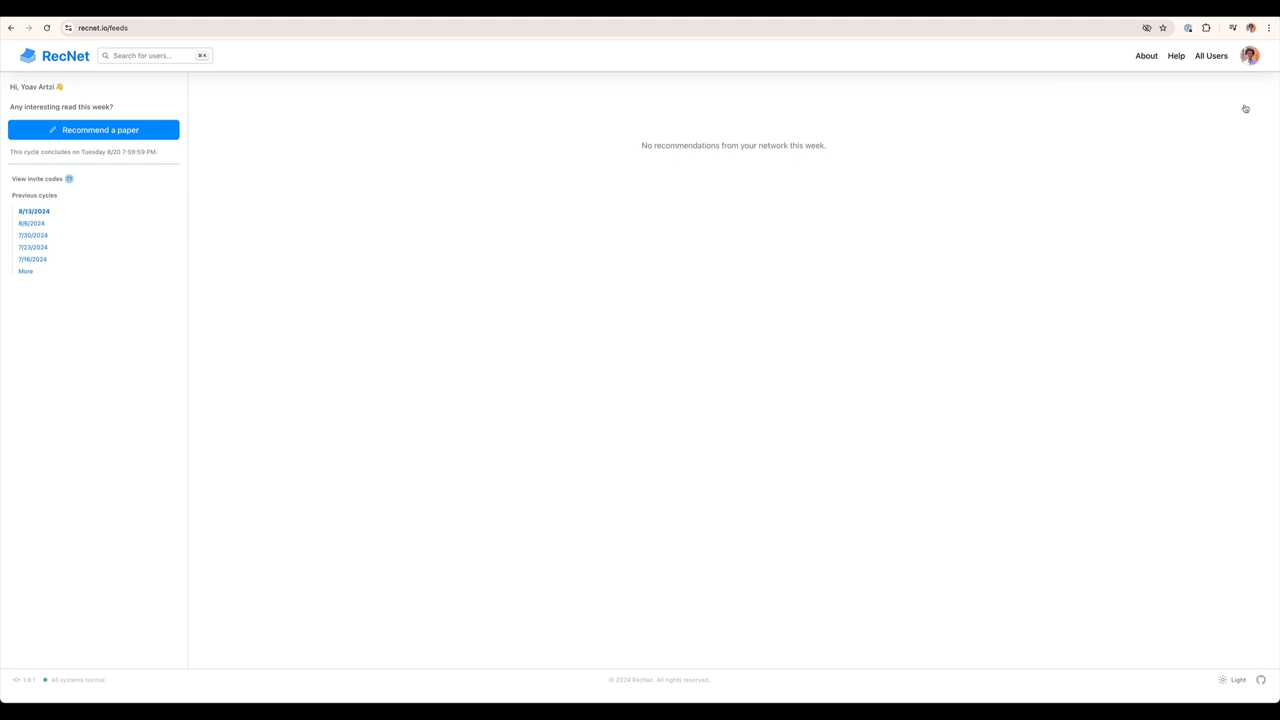 recnet.io/feeds
RecNet
Search for users...
⌘K
About
Help
All Users
Hi, Yoav Artzi 👋
Any interesting read this week?
Recommend a paper
This cycle concludes on Tuesday 8/20 7:59:59 PM.
View invite codes
Previous cycles
8/13/2024
8/6/2024
7/30/2024
7/23/2024
7/16/2024
More
No recommendations from your network this week.
1.9.1
All systems normal
© 2024 RecNet. All rights reserved.
Light